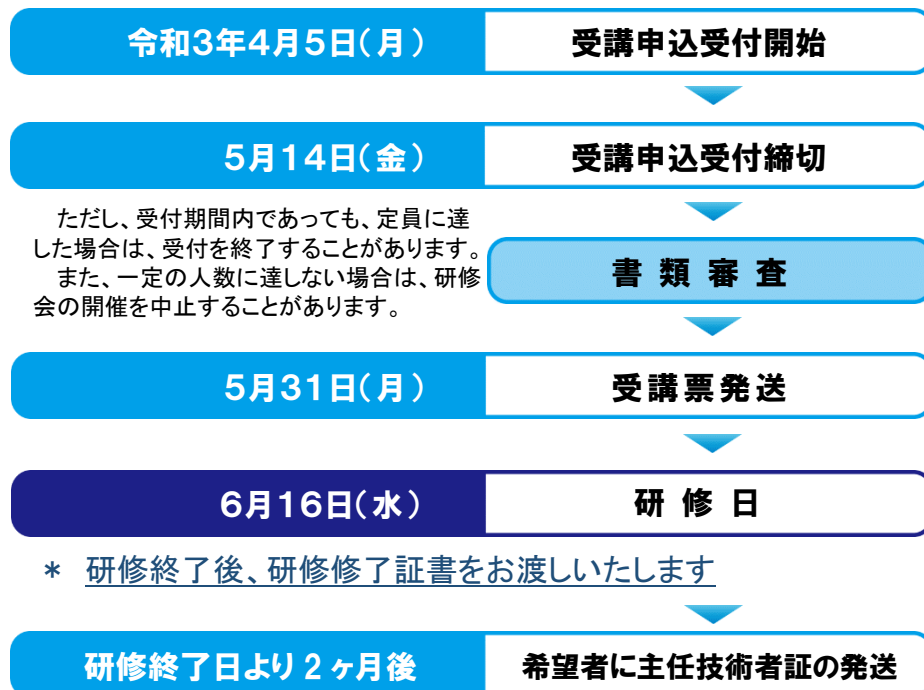 令和3年4月5日(月) 受講申込受付開始
5月14日(金) 受講申込受付締切
ただし、受付期間内であっても、定員に達
した場合は、受付を終了することがあります。
また、一定の人数に達しない場合は、研修
会の開催を中止することがあります。
書類審査
5月31日(月) 受講票発送
6月16日(水) 研修日
* 研修終了後、研修修了証書をお渡しいたします
研修終了日より2ヶ月後 希望者に主任技術者証の発送